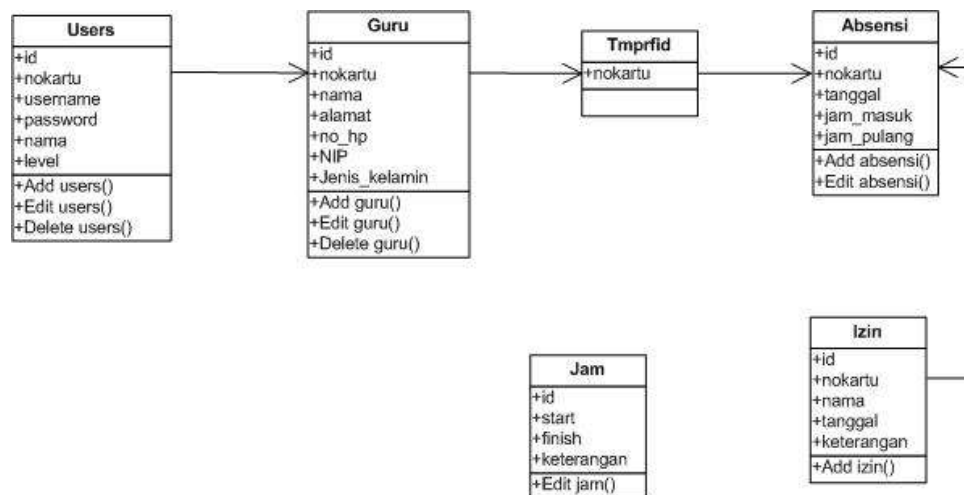 Users
+id
+nokartu
+username
+password
+nama
+level
+Add users()
+Edit users()
+Delete users()
Guru
+id
+nokartu
+nama
+alamat
+no_hp
+NIP
+Jenis_kelamin
+Add guru()
+Edit guru()
+Delete guru()
Tmprfid
+nokartu
Absensi
+id
+nokartu
+tanggal
+jam_masuk
+jam_pulang
+Add absensi()
+Edit absensi()
Jam
+id
+start
+finish
+keterangan
+Edit jam()
Izin
+id
+nokartu
+nama
+tanggal
+keterangan
+Add izin()